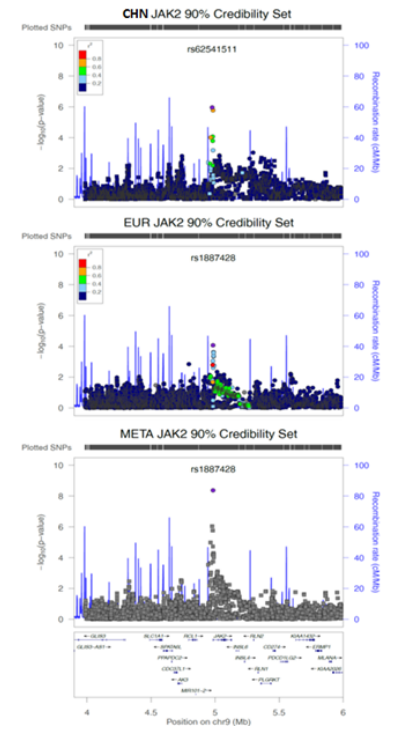 CHN JAK2 90% Credibility Set
Plotted SNPs
rs62541511
r²
0.8
0.6
0.4
0.2
10
8
6
4
2
0
−log10(p-value)
100
80
60
40
20
0
Recombination rate (cM/Mb)
EUR JAK2 90% Credibility Set
Plotted SNPs
rs1887428
r²
0.8
0.6
0.4
0.2
10
8
6
4
2
0
−log10(p-value)
100
80
60
40
20
0
Recombination rate (cM/Mb)
META JAK2 90% Credibility Set
Plotted SNPs
rs1887428
10
8
6
4
2
0
−log10(p-value)
100
80
60
40
20
0
Recombination rate (cM/Mb)
←GLIS3 SLC1A1→ RCL1→ JAK2→ ←RLN2 KIAA1432→
GLIS3-AS1→ INSL6 CD274→ ←ERMP1
PPAPDC2→ INSL4→ PDCD1LG2→ MLANA→
CDC37L1→ ←RLN1
←AK3 ←PLGRKT
MIR101-2→
4 4.5 5 5.5 6
Position on chr9 (Mb)